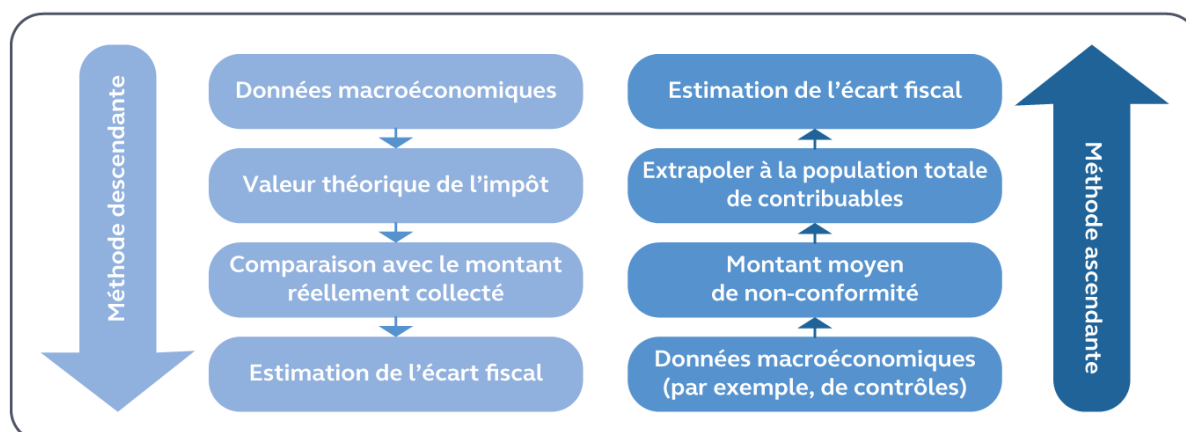 Méthode descendante
Données macroéconomiques
Valeur théorique de l’impôt
Comparaison avec le montant
réellement collecté
Estimation de l’écart fiscal
Estimation de l’écart fiscal
Extrapoler à la population totale
de contribuables
Montant moyen
de non-conformité
Données macroéconomiques
(par exemple, de contrôles)
Méthode ascendante